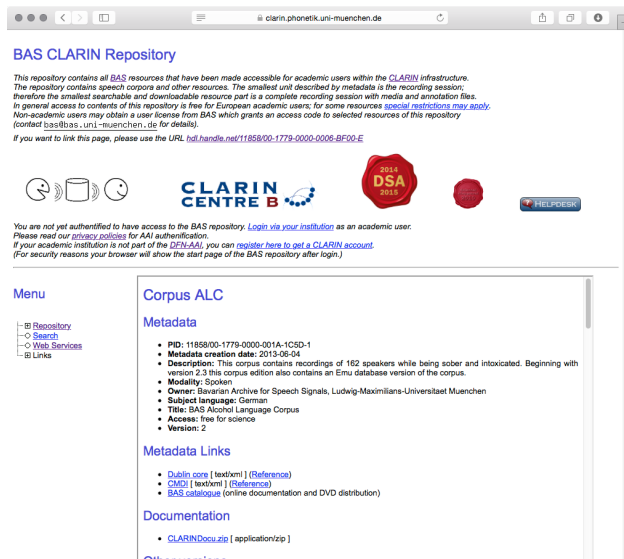 clarin.phonetik.uni-muenchen.de
BAS CLARIN Repository
This repository contains all BAS resources that have been made accessible for academic users within the CLARIN infrastructure.
The repository contains speech corpora and other resources. The smallest unit described by metadata is the recording session;
therefore the smallest searchable and downloadable resource part is a complete recording session with media and annotation files.
In general access to contents of this repository is free for European academic users; for some resources special restrictions may apply.
Non-academic users may obtain a user license from BAS which grants an access code to selected resources of this repository
(contact bas@bas.uni-muenchen.de for details).
If you want to link this page, please use the URL hdl.handle.net/11858/00-1779-0000-0006-BF00-E
CLARIN
CENTRE B
2014
DSA
2015
HELPDESK
You are not yet authentified to have access to the BAS repository. Login via your institution as an academic user.
Please read our privacy policies for AAI authenification.
If your academic institution is not part of the DFN-AAI, you can register here to get a CLARIN account.
(For security reasons your browser will show the start page of the BAS repository after login.)
Menu
Repository
Search
Web Services
Links
Corpus ALC
Metadata
PID: 11858/00-1779-0000-001A-1C5D-1
Metadata creation date: 2013-06-04
Description: This corpus contains recordings of 162 speakers while being sober and intoxicated. Beginning with
version 2.3 this corpus edition also contains an Emu database version of the corpus.
Modality: Spoken
Owner: Bavarian Archive for Speech Signals, Ludwig-Maximilians-Universitaet Muenchen
Subject language: German
Title: BAS Alcohol Language Corpus
Access: free for science
Version: 2
Metadata Links
Dublin core [ text/xml ] (Reference)
CMDI [ text/xml ] (Reference)
BAS catalogue (online documentation and DVD distribution)
Documentation
CLARINDocu.zip [ application/zip ]